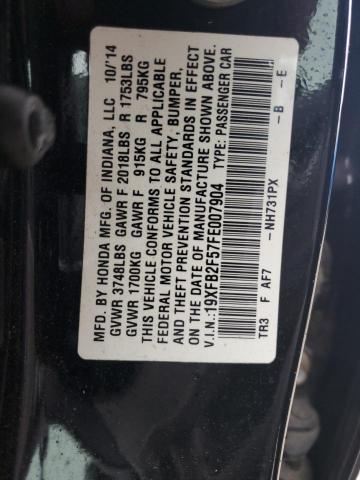 MFD. BY HONDA MFG. OF INDIANA, LLC 10/'14
GVWR 3748LBS GAWR F 2018LBS R 1753LBS
GVWR 1700KG GAWR F 915KG R 795KG
THIS VEHICLE CONFORMS TO ALL APPLICABLE
FEDERAL MOTOR VEHICLE SAFETY, BUMPER,
AND THEFT PREVENTION STANDARDS IN EFFECT
ON THE DATE OF MANUFACTURE SHOWN ABOVE.
V.I.N.:19XFB2F57FE007904 TYPE: PASSENGER CAR
TR3 F AF7 -NH731PX -B -E